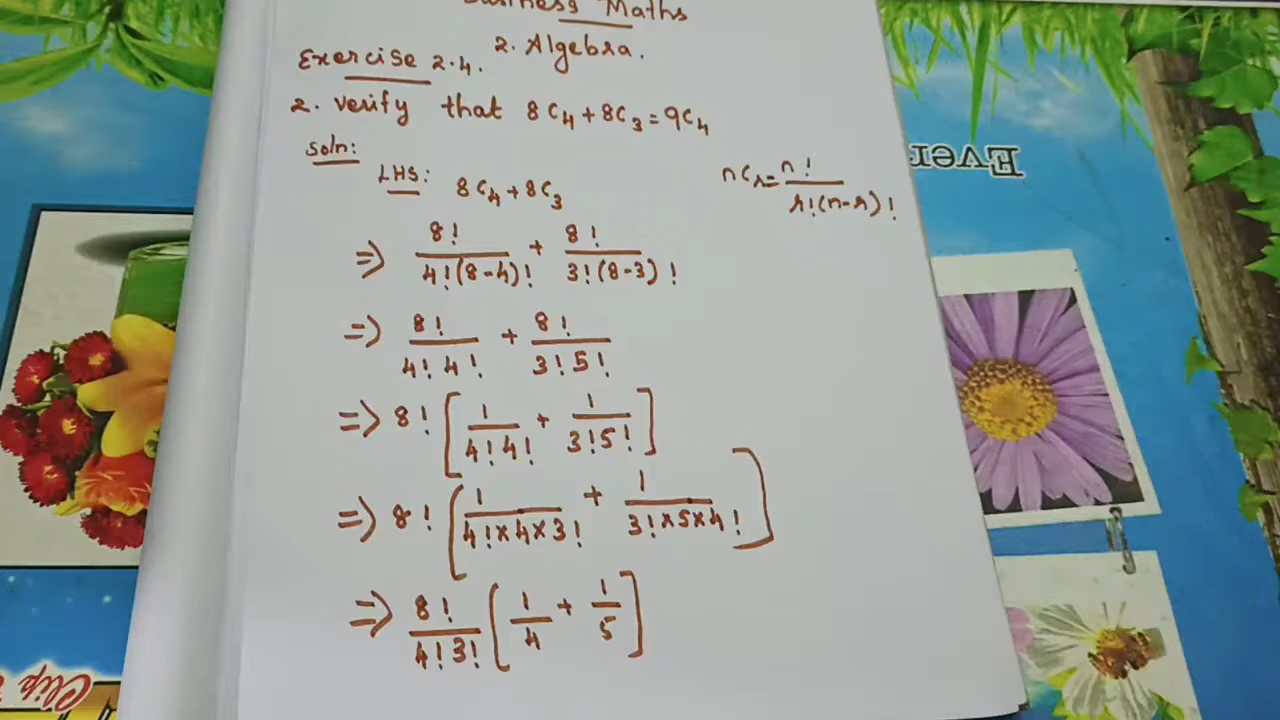 Business Maths
2. Algebra.
Exercise 2.4.
2. Verify that 8C₄ + 8C₃ = 9C₄
Soln:
LHS: 8C₄ + 8C₃
nCr = n! / r!(n-r)!
⇒ 8! / 4!(8-4)! + 8! / 3!(8-3)!
⇒ 8! / 4! 4! + 8! / 3! 5!
⇒ 8! [ 1 / 4! 4! + 1 / 3! 5! ]
⇒ 8! [ 1 / 4! × 4 × 3! + 1 / 3! × 5 × 4! ]
⇒ 8! / 4! 3! [ 1/4 + 1/5 ]
Ever
Clip